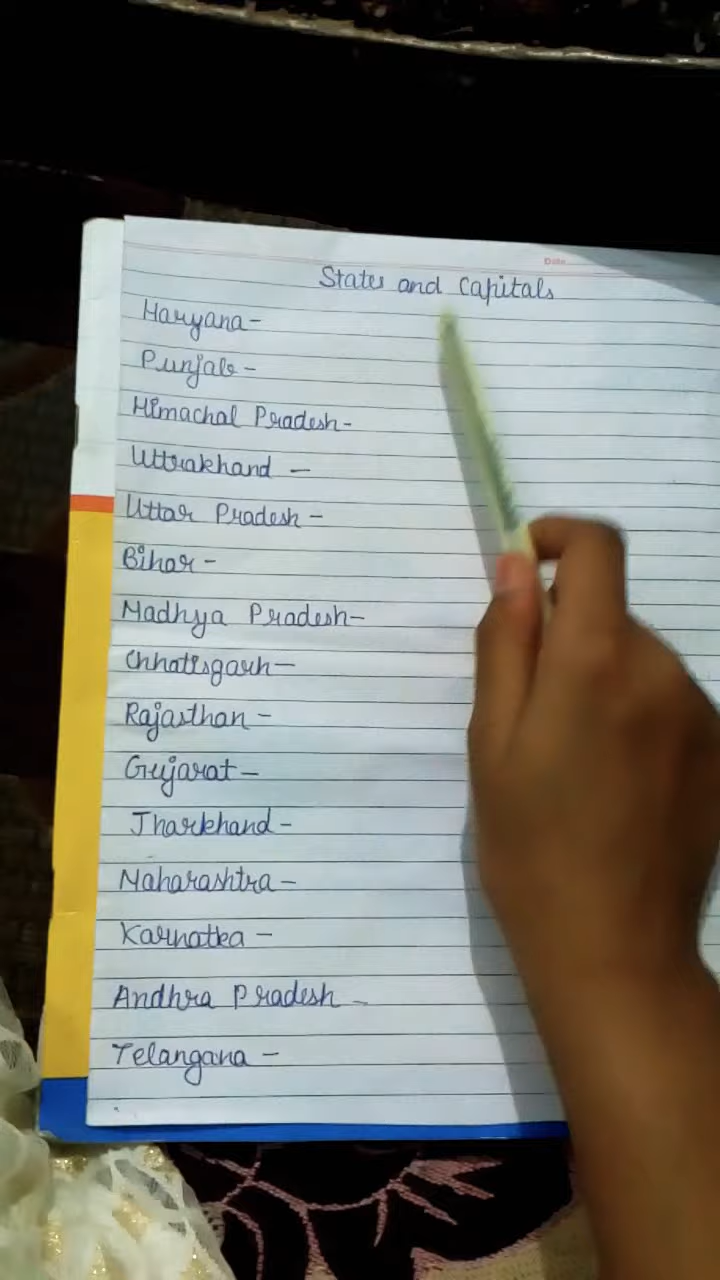 Date
States and Capitals
Haryana-
Punjab-
Himachal Pradesh-
Uttrakhand -
Uttar Pradesh -
Bihar -
Madhya Pradesh-
Chhatisgarh-
Rajasthan -
Gujarat-
Jharkhand-
Maharashtra-
Karnatka -
Andhra Pradesh -
Telangana -